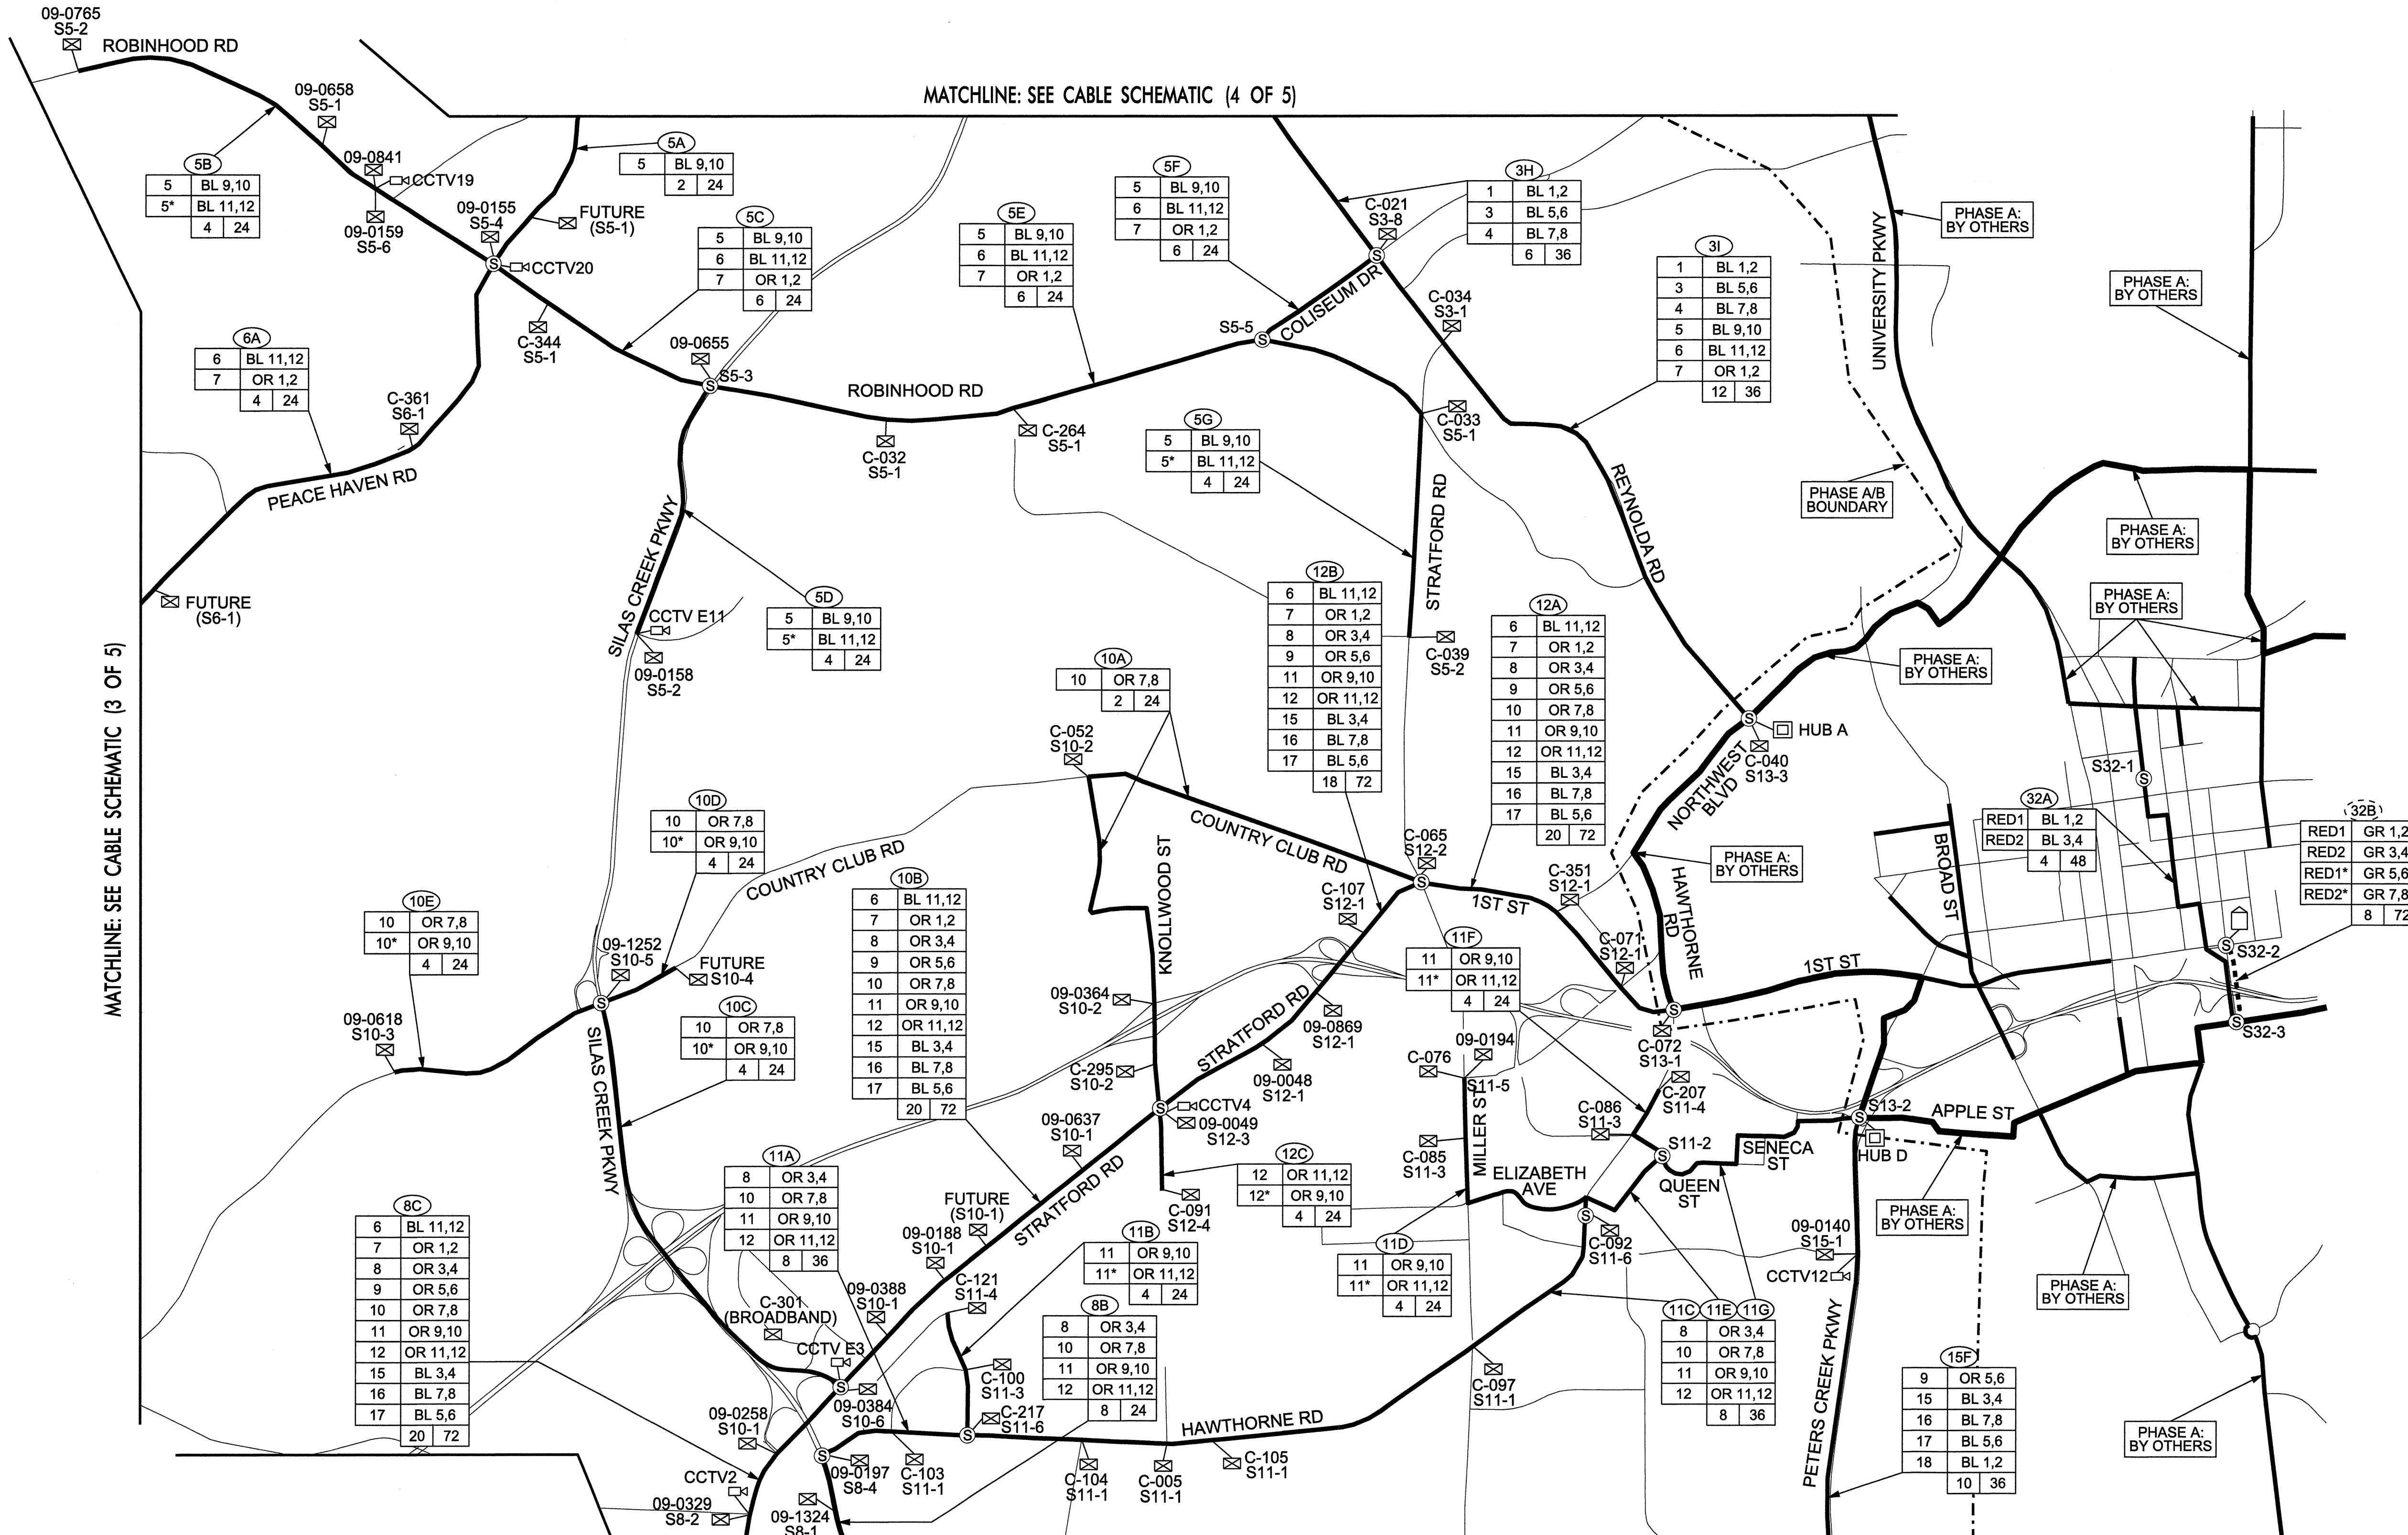 09-0765
S5-2
ROBINHOOD RD
MATCHLINE: SEE CABLE SCHEMATIC (4 OF 5)
09-0658
S5-1
5B
5 BL 9,10
5* BL 11,12
4 24
09-0841
CCTV19
09-0159
S5-6
5A
5 BL 9,10
2 24
09-0155
S5-4
FUTURE
(S5-1)
CCTV20
5C
5 BL 9,10
6 BL 11,12
7 OR 1,2
6 24
5E
5 BL 9,10
6 BL 11,12
7 OR 1,2
6 24
5F
5 BL 9,10
6 BL 11,12
7 OR 1,2
6 24
C-021
S3-8
3H
1 BL 1,2
3 BL 5,6
4 BL 7,8
6 36
3I
1 BL 1,2
3 BL 5,6
4 BL 7,8
5 BL 9,10
6 BL 11,12
7 OR 1,2
12 36
UNIVERSITY PKWY
PHASE A:
BY OTHERS
PHASE A:
BY OTHERS
6A
6 BL 11,12
7 OR 1,2
4 24
C-344
S5-1
09-0655
S5-3
S5-5
COLISEUM DR
C-034
S3-1
C-361
S6-1
PEACE HAVEN RD
ROBINHOOD RD
C-032
S5-1
C-264
S5-1
5G
5 BL 9,10
5* BL 11,12
4 24
C-033
S5-1
STRATFORD RD
REYNOLDA RD
PHASE A/B
BOUNDARY
PHASE A:
BY OTHERS
FUTURE
(S6-1)
MATCHLINE: SEE CABLE SCHEMATIC (3 OF 5)
SILAS CREEK PKWY
CCTV E11
09-0158
S5-2
5D
5 BL 9,10
5* BL 11,12
4 24
12B
6 BL 11,12
7 OR 1,2
8 OR 3,4
9 OR 5,6
11 OR 9,10
12 OR 11,12
15 BL 3,4
16 BL 7,8
17 BL 5,6
18 72
C-039
S5-2
12A
6 BL 11,12
7 OR 1,2
8 OR 3,4
9 OR 5,6
10 OR 7,8
11 OR 9,10
12 OR 11,12
15 BL 3,4
16 BL 7,8
17 BL 5,6
20 72
PHASE A:
BY OTHERS
PHASE A:
BY OTHERS
10A
10 OR 7,8
2 24
C-052
S10-2
HUB A
C-040
S13-3
NORTHWEST
BLVD
S32-1
32A
RED1 BL 1,2
RED2 BL 3,4
4 48
32B
RED1 GR 1,2
RED2 GR 3,4
RED1* GR 5,6
RED2* GR 7,8
8 72
10D
10 OR 7,8
10* OR 9,10
4 24
COUNTRY CLUB RD
COUNTRY CLUB RD
KNOLLWOOD ST
C-065
S12-2
C-107
S12-1
1ST ST
C-351
S12-1
PHASE A:
BY OTHERS
HAWTHORNE
RD
BROAD ST
10E
10 OR 7,8
10* OR 9,10
4 24
10B
6 BL 11,12
7 OR 1,2
8 OR 3,4
9 OR 5,6
10 OR 7,8
11 OR 9,10
12 OR 11,12
15 BL 3,4
16 BL 7,8
17 BL 5,6
20 72
11F
11 OR 9,10
11* OR 11,12
4 24
C-071
S12-1
1ST ST
S32-2
S32-3
09-1252
S10-5
FUTURE
S10-4
09-0618
S10-3
10C
10 OR 7,8
10* OR 9,10
4 24
SILAS CREEK PKWY
09-0364
S10-2
C-295
S10-2
STRATFORD RD
09-0869
S12-1
09-0048
S12-1
CCTV4
09-0049
S12-3
C-076
09-0194
S11-5
MILLER ST
C-072
S13-1
C-207
S11-4
C-086
S11-3
S11-2
S13-2
HUB D
APPLE ST
SENECA
ST
QUEEN
ST
ELIZABETH
AVE
C-085
S11-3
09-0637
S10-1
12C
12 OR 11,12
12* OR 9,10
4 24
C-091
S12-4
11A
8 OR 3,4
10 OR 7,8
11 OR 9,10
12 OR 11,12
8 36
8C
6 BL 11,12
7 OR 1,2
8 OR 3,4
9 OR 5,6
10 OR 7,8
11 OR 9,10
12 OR 11,12
15 BL 3,4
16 BL 7,8
17 BL 5,6
20 72
FUTURE
(S10-1)
STRATFORD RD
09-0188
S10-1
11B
11 OR 9,10
11* OR 11,12
4 24
11D
11 OR 9,10
11* OR 11,12
4 24
C-092
S11-6
PHASE A:
BY OTHERS
09-0140
S15-1
CCTV12
PHASE A:
BY OTHERS
C-301
(BROADBAND)
09-0388
S10-1
C-121
S11-4
8B
8 OR 3,4
10 OR 7,8
11 OR 9,10
12 OR 11,12
8 24
11C 11E 11G
8 OR 3,4
10 OR 7,8
11 OR 9,10
12 OR 11,12
8 36
CCTV E3
C-100
S11-3
C-097
S11-1
PETERS CREEK PKWY
15F
9 OR 5,6
15 BL 3,4
16 BL 7,8
17 BL 5,6
18 BL 1,2
10 36
PHASE A:
BY OTHERS
09-0384
S10-6
09-0258
S10-1
C-217
S11-6
HAWTHORNE RD
CCTV2
09-0329
S8-2
09-0197
S8-4
C-103
S11-1
C-104
S11-1
C-005
S11-1
C-105
S11-1
09-1324
S8-1